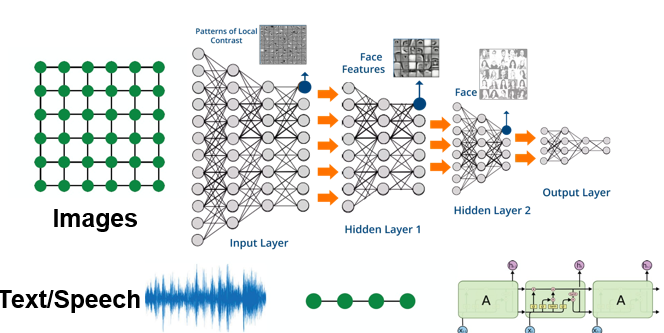 Patterns of Local
Contrast
Face
Features
Face
Images
Input Layer
Hidden Layer 1
Hidden Layer 2
Output Layer
Text/Speech
A
A